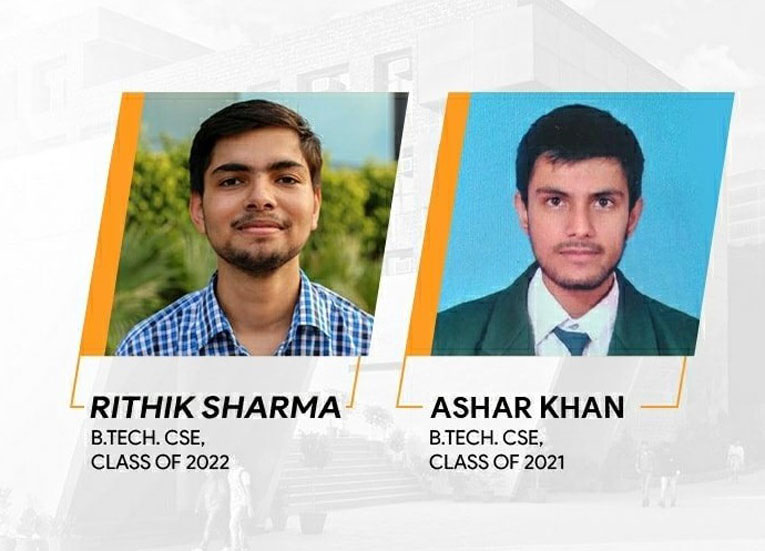 RITHIK SHARMA
B.TECH. CSE,
CLASS OF 2022
ASHAR KHAN
B.TECH. CSE,
CLASS OF 2021